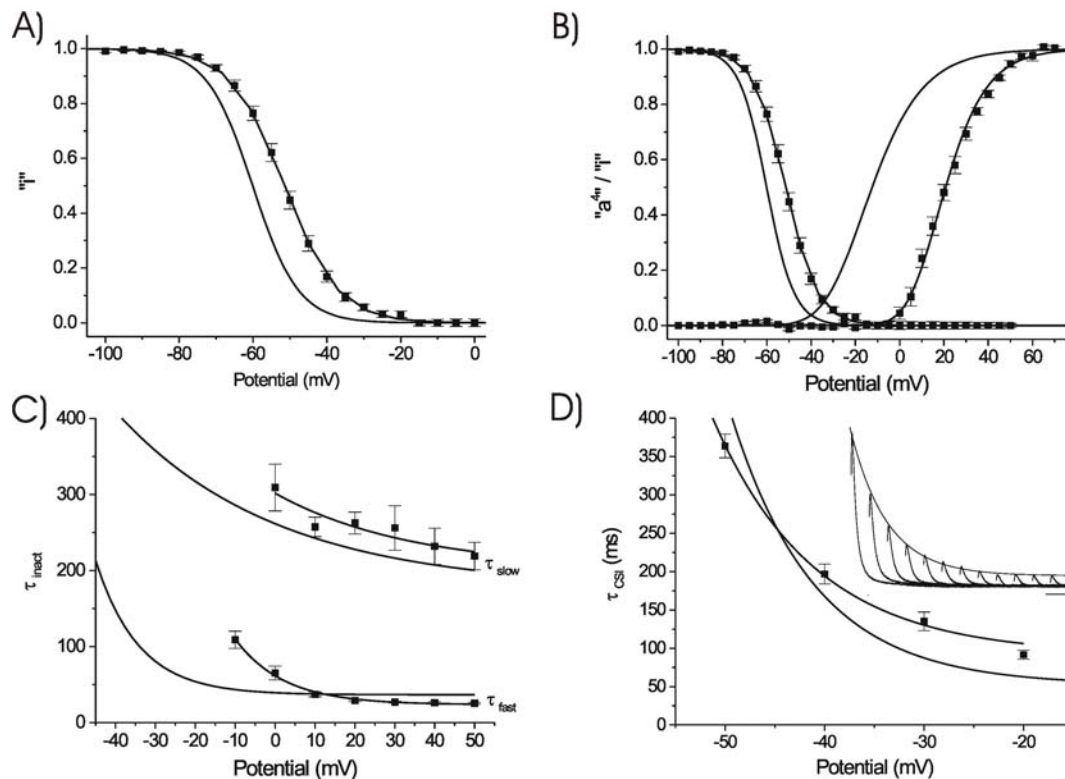 A)
1.0
0.8
0.6
0.4
0.2
0.0
"i"
-100 -80 -60 -40 -20 0
Potential (mV)
B)
1.0
0.8
0.6
0.4
0.2
0.0
"a⁴" / "i"
-100 -80 -60 -40 -20 0 20 40 60
Potential (mV)
C)
400
300
200
100
0
τ inact
τ slow
τ fast
-40 -30 -20 -10 0 10 20 30 40 50
Potential (mV)
D)
400
350
300
250
200
150
100
50
0
τ CSI (ms)
-50 -40 -30 -20
Potential (mV)